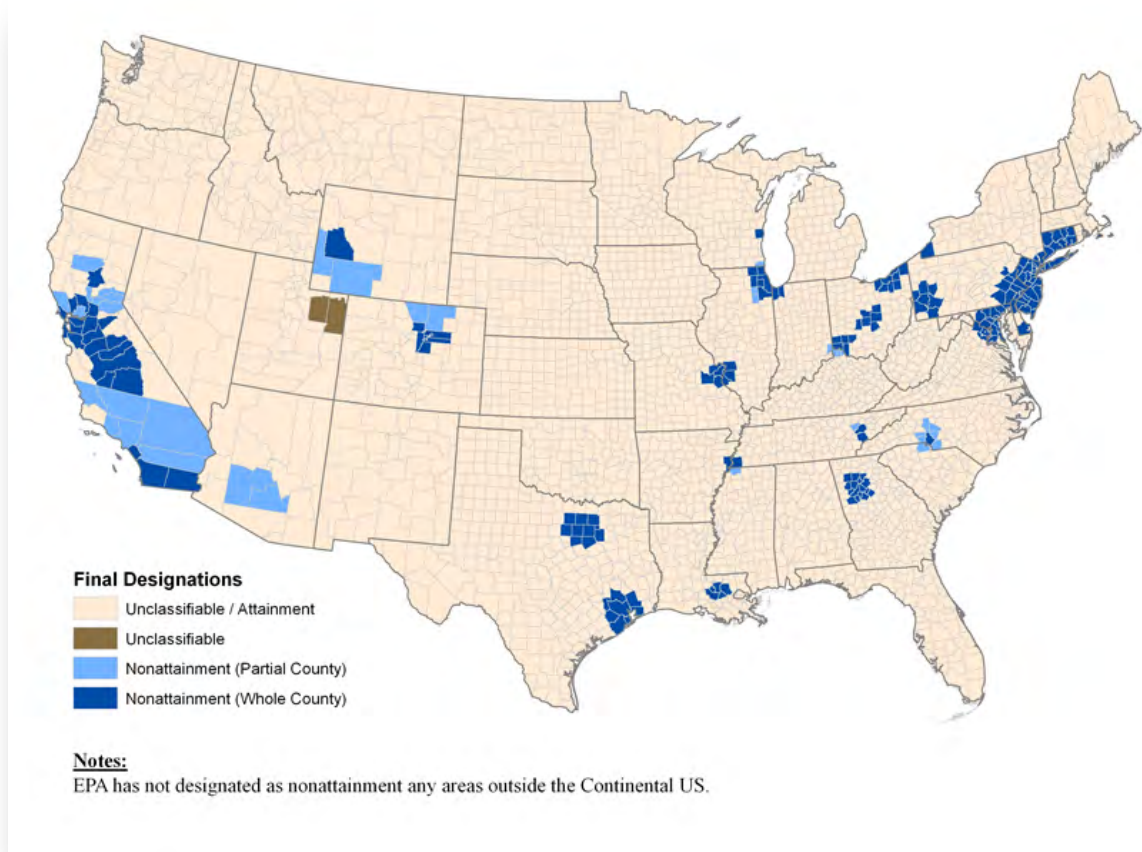 Final Designations
Unclassifiable / Attainment
Unclassifiable
Nonattainment (Partial County)
Nonattainment (Whole County)
Notes:
EPA has not designated as nonattainment any areas outside the Continental US.